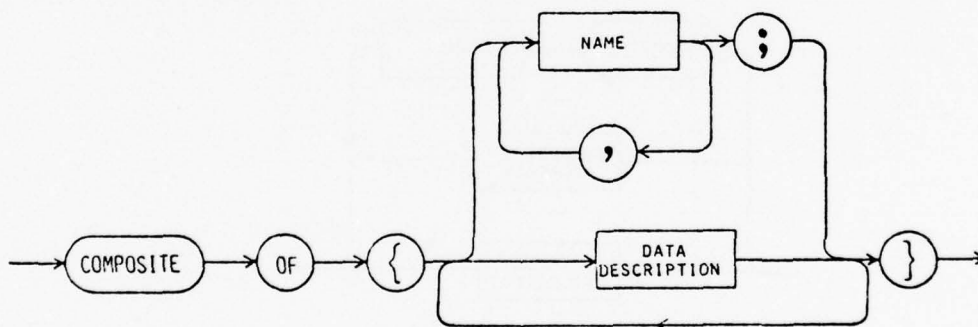 NAME
;
,
COMPOSITE OF { DATA
DESCRIPTION }